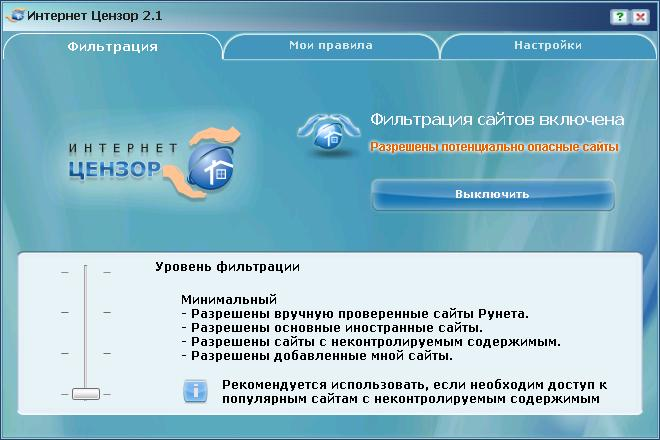 Интернет Цензор 2.1
? ×
Фильтрация
Мои правила
Настройки
ИНТЕРНЕТ
ЦЕНЗОР
Фильтрация сайтов включена
Разрешены потенциально опасные сайты
Выключить
Уровень фильтрации
Минимальный
- Разрешены вручную проверенные сайты Рунета.
- Разрешены основные иностранные сайты.
- Разрешены сайты с неконтролируемым содержимым.
- Разрешены добавленные мной сайты.
Рекомендуется использовать, если необходим доступ к
популярным сайтам с неконтролируемым содержимым